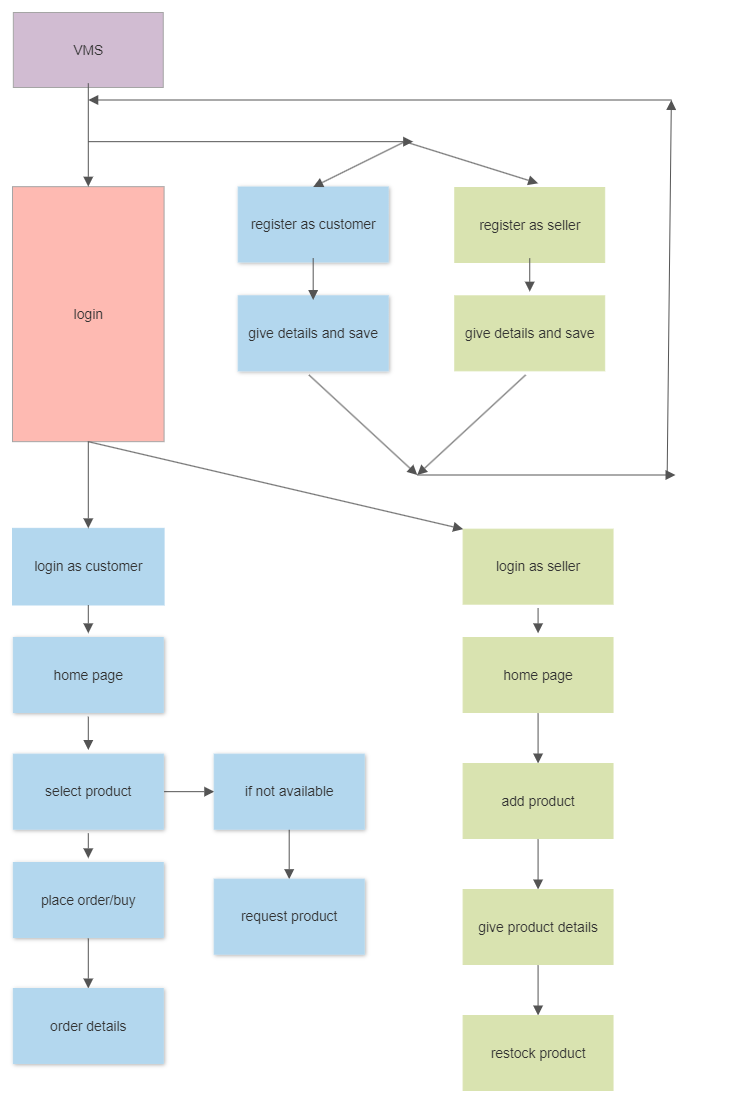 VMS
register as customer
register as seller
login
give details and save
give details and save
login as customer
login as seller
home page
home page
select product
if not available
add product
place order/buy
request product
give product details
order details
restock product